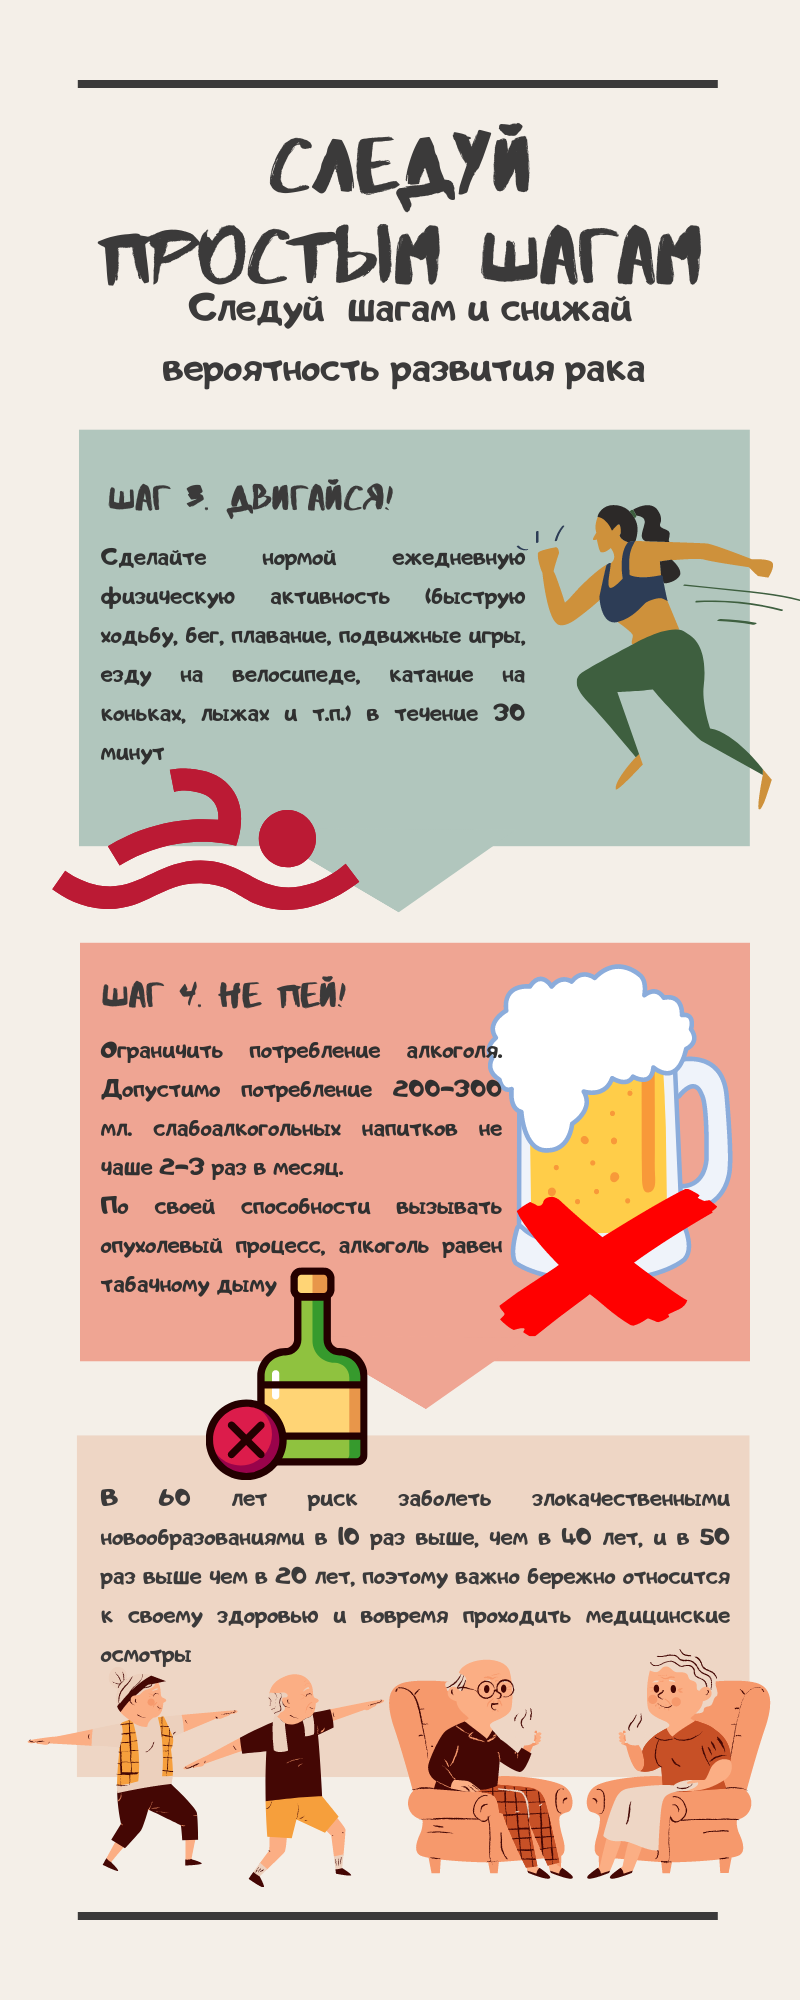 СЛЕДУЙ
ПРОСТЫМ ШАГАМ
Следуй шагам и снижай
вероятность развития рака
ШАГ 3. ДВИГАЙСЯ!
Сделайте нормой ежедневную
физическую активность (быструю
ходьбу, бег, плавание, подвижные игры,
езду на велосипеде, катание на
коньках, лыжах и т.п.) в течение 30
минут
ШАГ 4. НЕ ПЕЙ!
Ограничить потребление алкоголя.
Допустимо потребление 200-300
мл. слабоалкогольных напитков не
чаше 2-3 раз в месяц.
По своей способности вызывать
опухолевый процесс, алкоголь равен
табачному дыму
В 60 лет риск заболеть злокачественными
новообразованиями в 10 раз выше, чем в 40 лет, и в 50
раз выше чем в 20 лет, поэтому важно бережно относится
к своему здоровью и вовремя проходить медицинские
осмотры